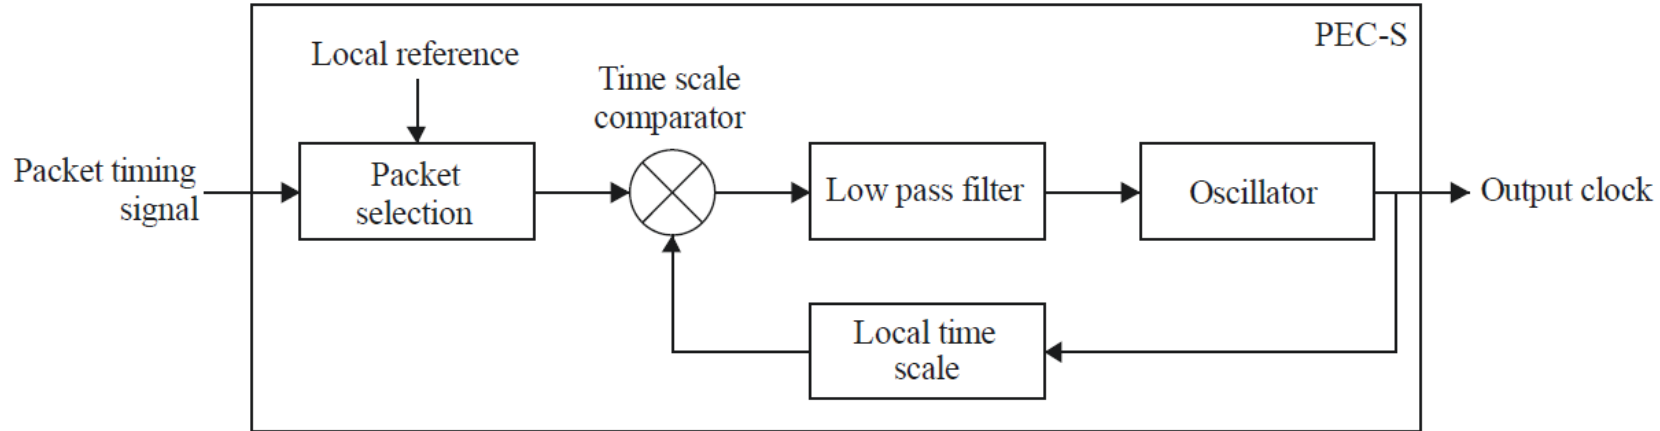 PEC-S
Local reference
Time scale
comparator
Packet timing
signal
Packet
selection
Low pass filter
Oscillator
Output clock
Local time
scale